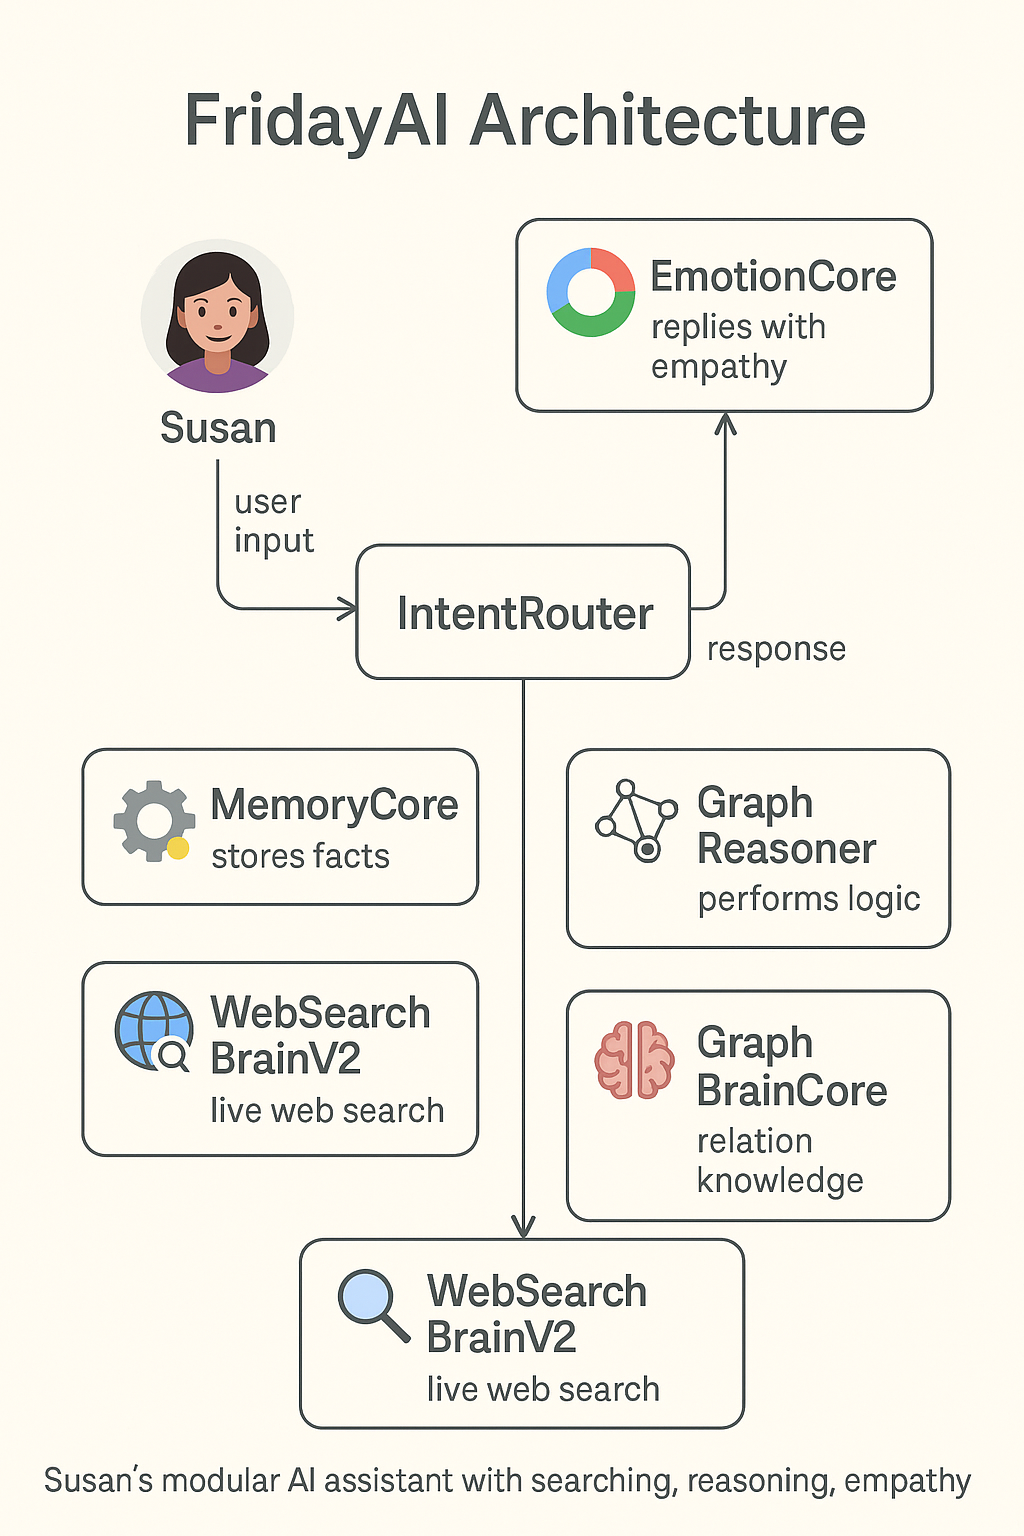 FridayAI Architecture
EmotionCore
replies with
empathy
Susan
user
input
IntentRouter
response
MemoryCore
stores facts
Graph
Reasoner
performs logic
WebSearch
BrainV2
live web search
Graph
BrainCore
relation
knowledge
WebSearch
BrainV2
live web search
Susan’s modular AI assistant with searching, reasoning, empathy